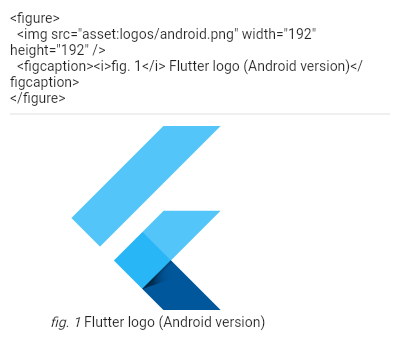 <figure>
<img src="asset:logos/android.png" width="192"
height="192" />
<figcaption><i>fig. 1</i> Flutter logo (Android version)</
figcaption>
</figure>
fig. 1 Flutter logo (Android version)